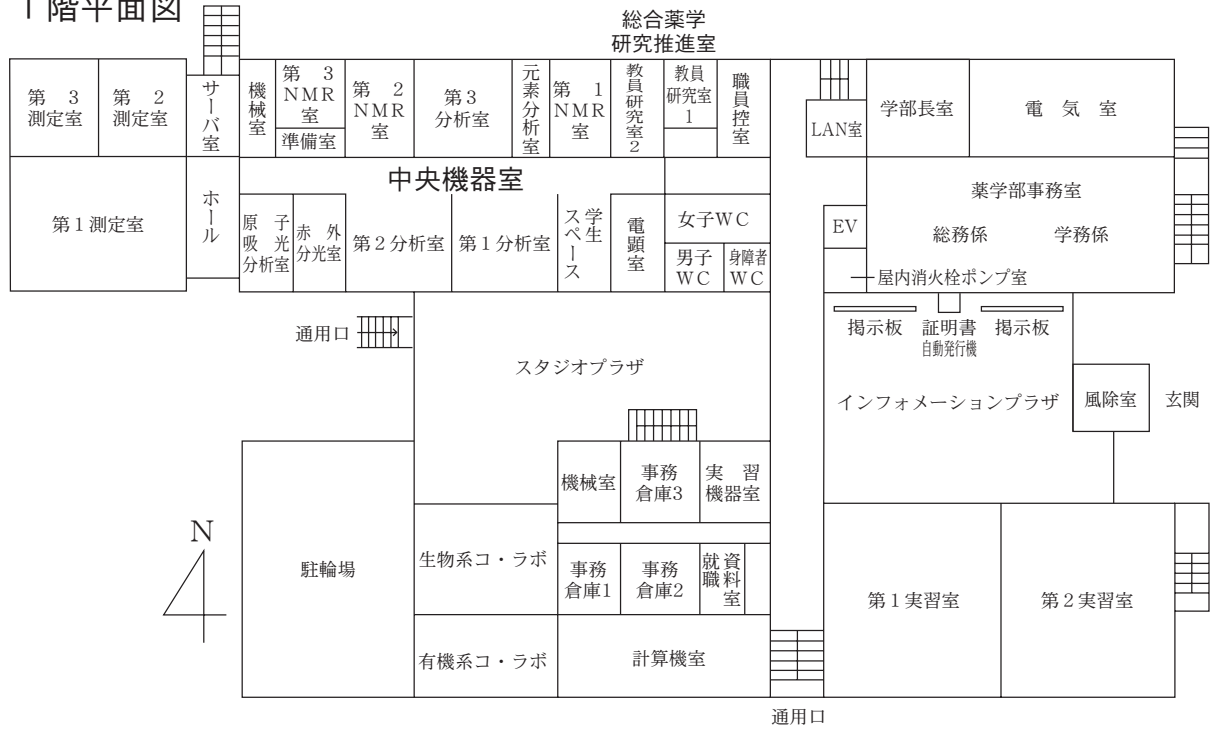 1階平面図
総合薬学
研究推進室
第 3
測定室
第 2
測定室
サーバ室
機械室
第 3
NMR
室
準備室
第 2
NMR
室
第3
分析室
元素分析室
第 1
NMR
室
教員研究室2
教員
研究室
1
職員控室
LAN室
学部長室
電 気 室
中央機器室
第1測定室
ホール
原 子
吸 光
分析室
赤 外
分光室
第2分析室
第1分析室
学生
スペース
電顕室
女子WC
男子
WC
身障者
WC
EV
薬学部事務室
総務係
学務係
屋内消火栓ポンプ室
掲示板
証明書
自動発行機
掲示板
通用口
スタジオプラザ
インフォメーションプラザ
風除室
玄関
機械室
事務
倉庫3
実 習
機器室
N
駐輪場
生物系コ・ラボ
事務
倉庫1
事務
倉庫2
就職
資料室
第1実習室
第2実習室
有機系コ・ラボ
計算機室
通用口